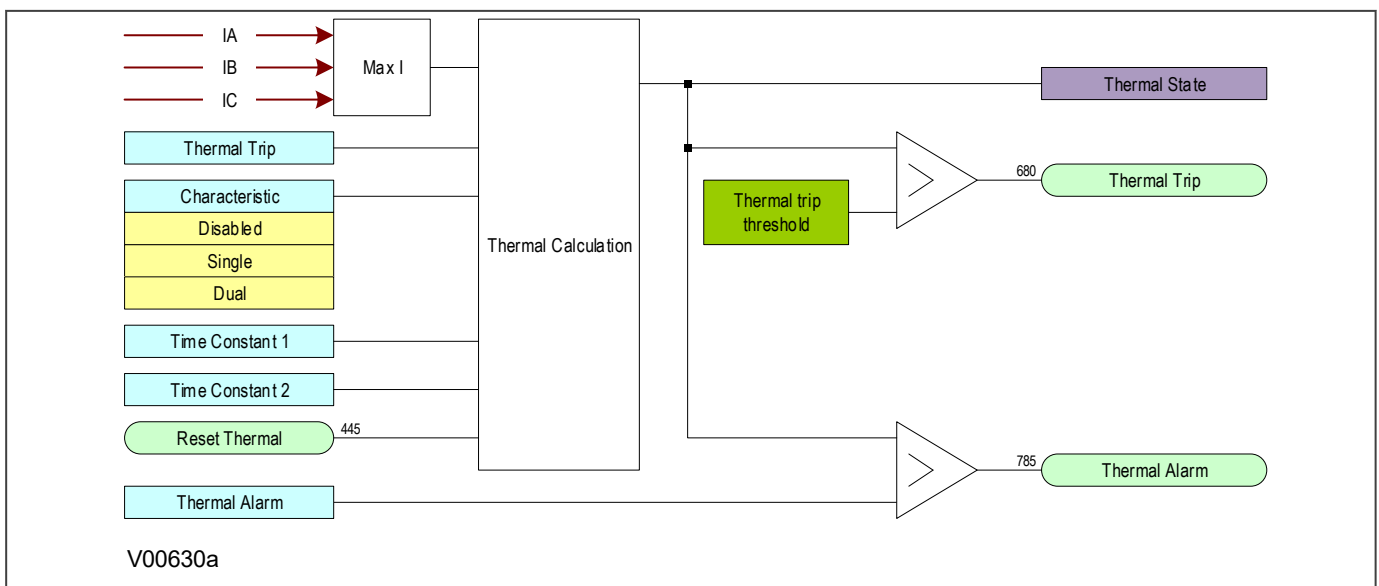 IA
IB
IC
Max I
Thermal Trip
Characteristic
Disabled
Single
Dual
Time Constant 1
Time Constant 2
Reset Thermal
445
Thermal Alarm
Thermal Calculation
Thermal State
Thermal trip
threshold
680
Thermal Trip
785
Thermal Alarm
V00630a